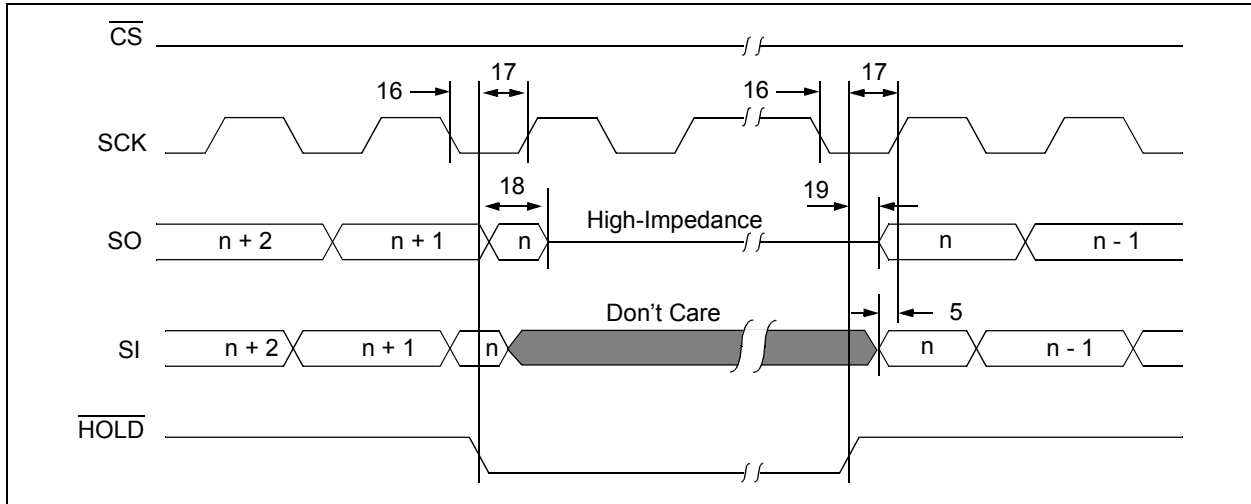 CS
16 17 16 17
SCK
18 19
High-Impedance
SO n + 2 n + 1 n n n - 1
Don't Care 5
SI n + 2 n + 1 n n n - 1
HOLD